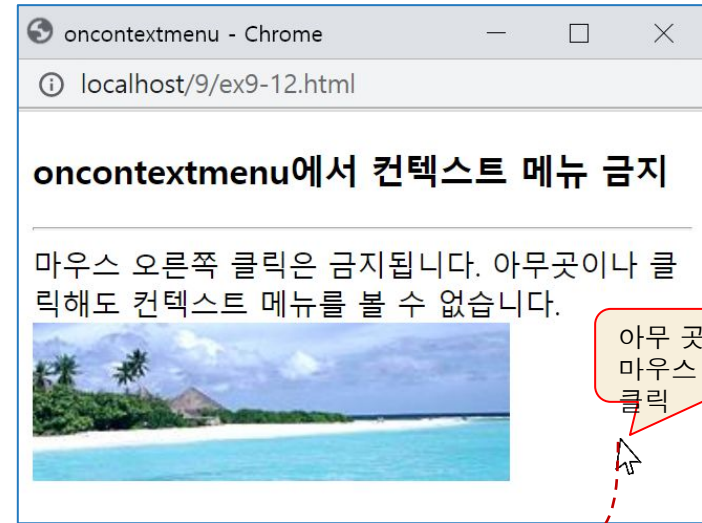 oncontextmenu - Chrome
localhost/9/ex9-12.html
oncontextmenu에서 컨텍스트 메뉴 금지
마우스 오른쪽 클릭은 금지됩니다. 아무곳이나 클
릭해도 컨텍스트 메뉴를 볼 수 없습니다.
아무 곳
마우스
클릭